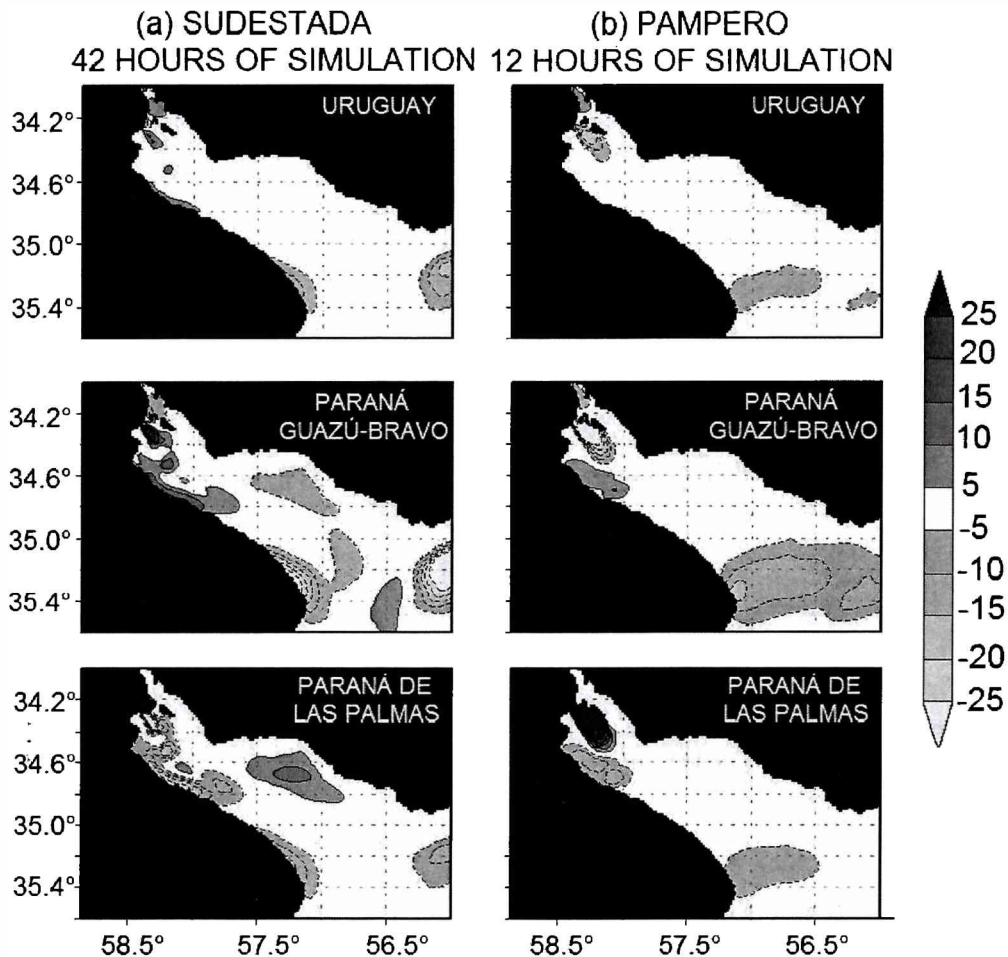 (a) SUDESTADA
42 HOURS OF SIMULATION
(b) PAMPERO
12 HOURS OF SIMULATION
URUGUAY
URUGUAY
34.2°
34.6°
35.0°
35.4°
PARANÁ
GUAZÚ-BRAVO
PARANÁ
GUAZÚ-BRAVO
34.2°
34.6°
35.0°
35.4°
PARANÁ DE
LAS PALMAS
PARANÁ DE
LAS PALMAS
34.2°
34.6°
35.0°
35.4°
58.5° 57.5° 56.5°
58.5° 57.5° 56.5°
25
20
15
10
5
-5
-10
-15
-20
-25